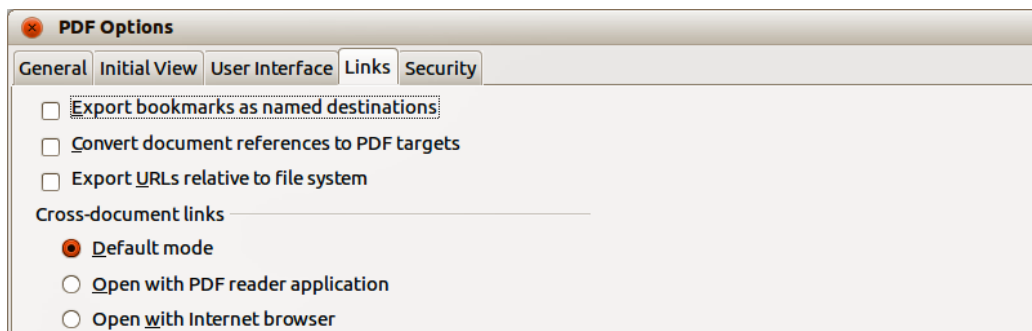 PDF Options
General Initial View User Interface Links Security
Export bookmarks as named destinations
Convert document references to PDF targets
Export URLs relative to file system
Cross-document links
Default mode
Open with PDF reader application
Open with Internet browser